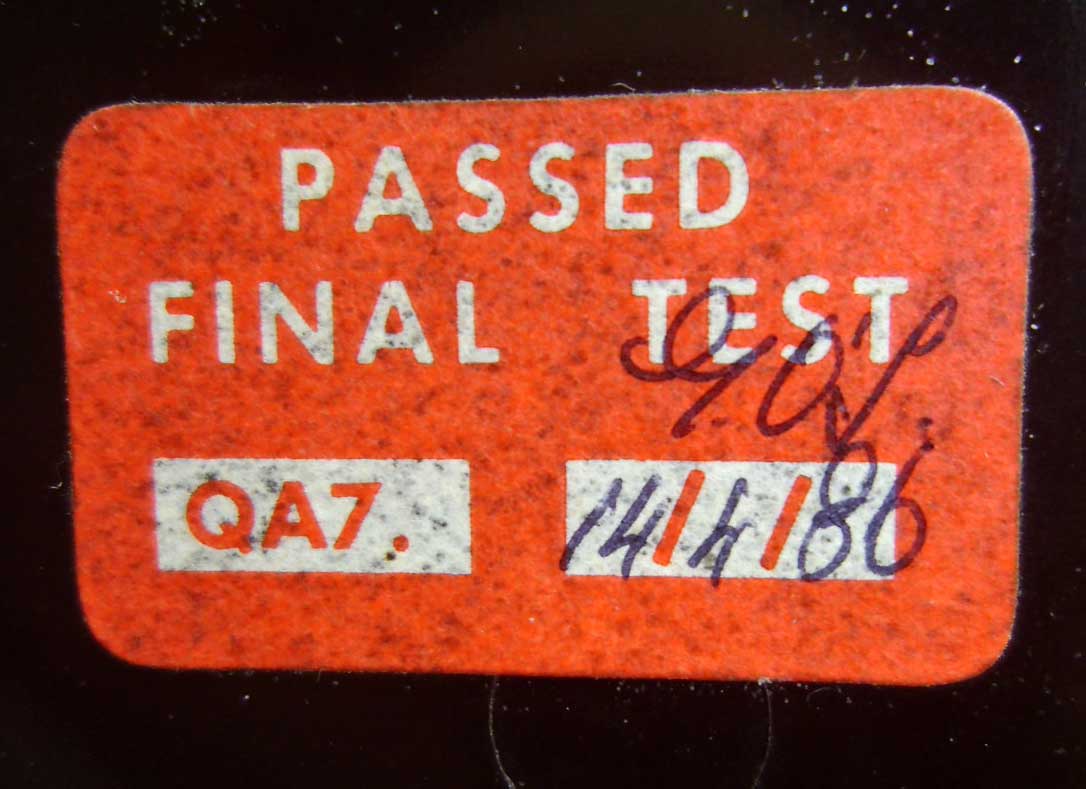 PASSED
FINAL TEST
QA7. 14/4/86